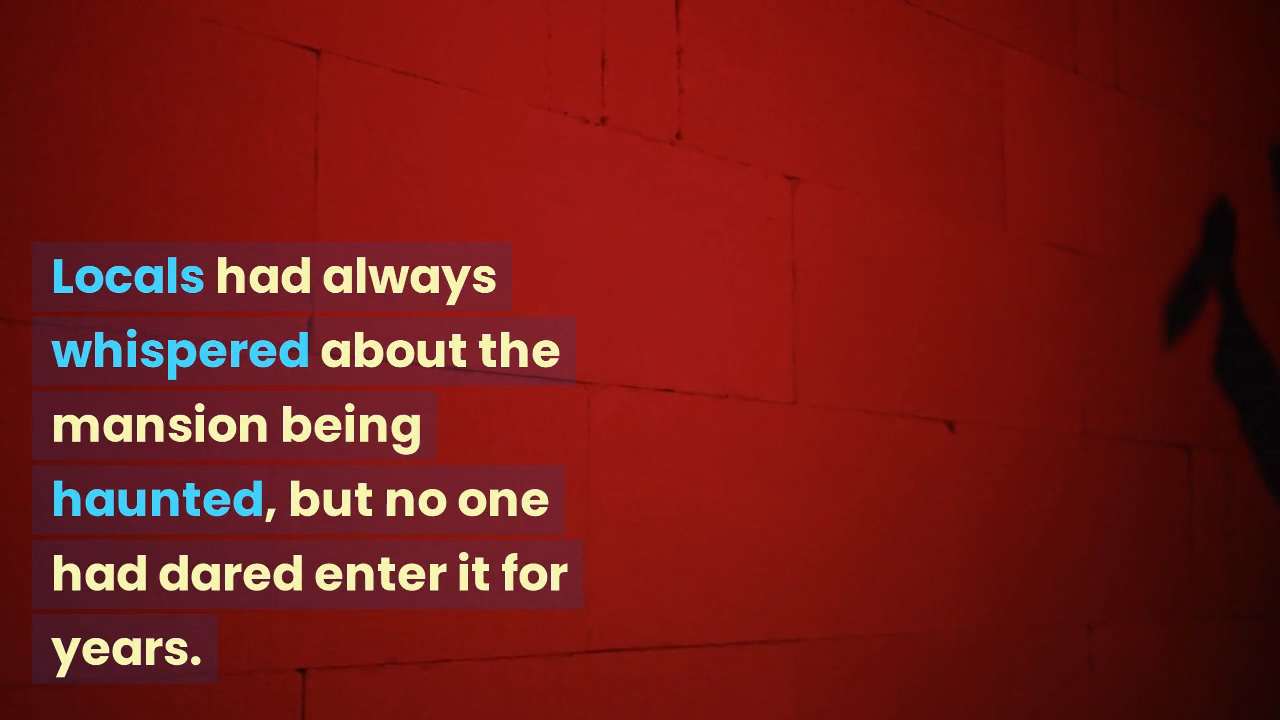 Locals had always
whispered about the
mansion being
haunted, but no one
had dared enter it for
years.